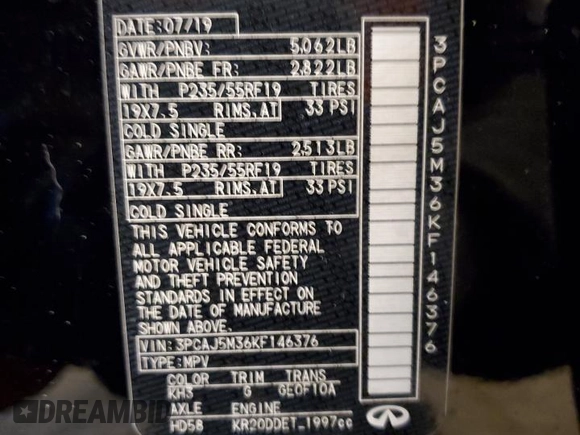 DATE:07/19
GVWR/PNBV: 5,062LB
GAWR/PNBE FR: 2,822LB
WITH P235/55RF19 TIRES
19X7.5 RIMS,AT 33 PSI
COLD SINGLE
GAWR/PNBE RR: 2,513LB
WITH P235/55RF19 TIRES
19X7.5 RIMS,AT 33 PSI
COLD SINGLE
THIS VEHICLE CONFORMS TO
ALL APPLICABLE FEDERAL
MOTOR VEHICLE SAFETY
AND THEFT PREVENTION
STANDARDS IN EFFECT ON
THE DATE OF MANUFACTURE
SHOWN ABOVE.
VIN:3PCAJ5M36KF146376
TYPE:MPV
COLOR TRIM TRANS
KH3 G GE0F10A
AXLE ENGINE
HD58 KR20DDET_1997cc
3PCAJ5M36KF146376
DREAMBID